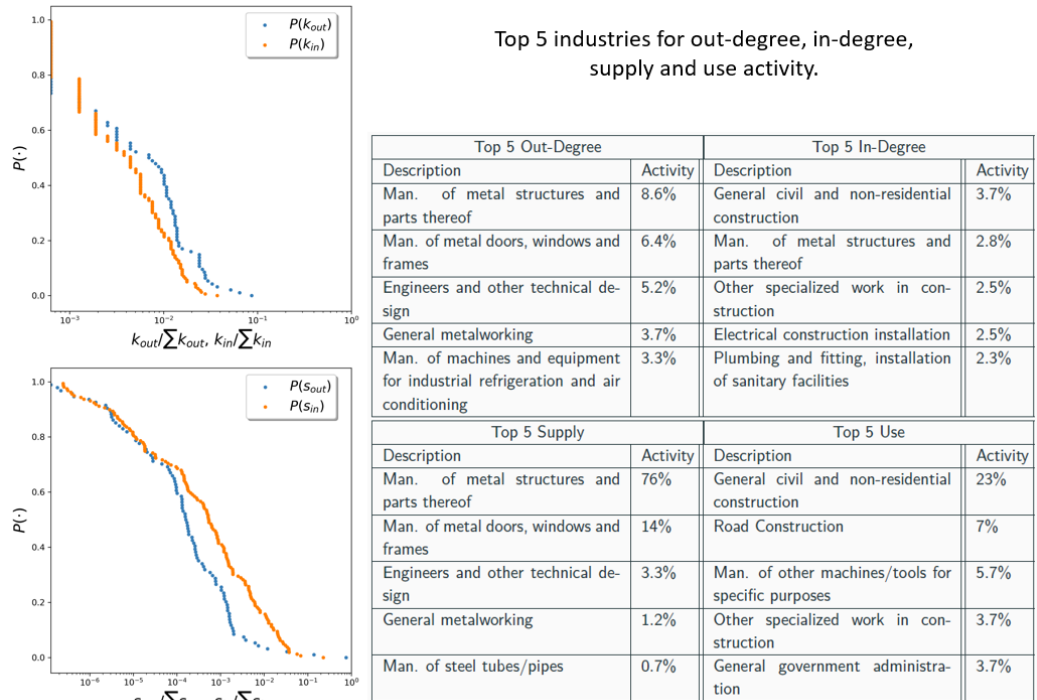 P(k_out)
P(k_in)
1.0
0.8
0.6
0.4
0.2
0.0
P(·)
10⁻³ 10⁻² 10⁻¹ 10⁰
k_out/∑k_out, k_in/∑k_in
P(s_out)
P(s_in)
1.0
0.8
0.6
0.4
0.2
0.0
P(·)
10⁻⁶ 10⁻⁵ 10⁻⁴ 10⁻³ 10⁻² 10⁻¹ 10⁰
Top 5 industries for out-degree, in-degree,
supply and use activity.
Top 5 Out-Degree Top 5 In-Degree
Description Activity Description Activity
Man. of metal structures and 8.6% General civil and non-residential 3.7%
parts thereof construction
Man. of metal doors, windows and 6.4% Man. of metal structures and 2.8%
frames parts thereof
Engineers and other technical de- 5.2% Other specialized work in con- 2.5%
sign struction
General metalworking 3.7% Electrical construction installation 2.5%
Man. of machines and equipment 3.3% Plumbing and fitting, installation 2.3%
for industrial refrigeration and air of sanitary facilities
conditioning
Top 5 Supply Top 5 Use
Description Activity Description Activity
Man. of metal structures and 76% General civil and non-residential 23%
parts thereof construction
Man. of metal doors, windows and 14% Road Construction 7%
frames
Engineers and other technical de- 3.3% Man. of other machines/tools for 5.7%
sign specific purposes
General metalworking 1.2% Other specialized work in con- 3.7%
struction
Man. of steel tubes/pipes 0.7% General government administra- 3.7%
tion